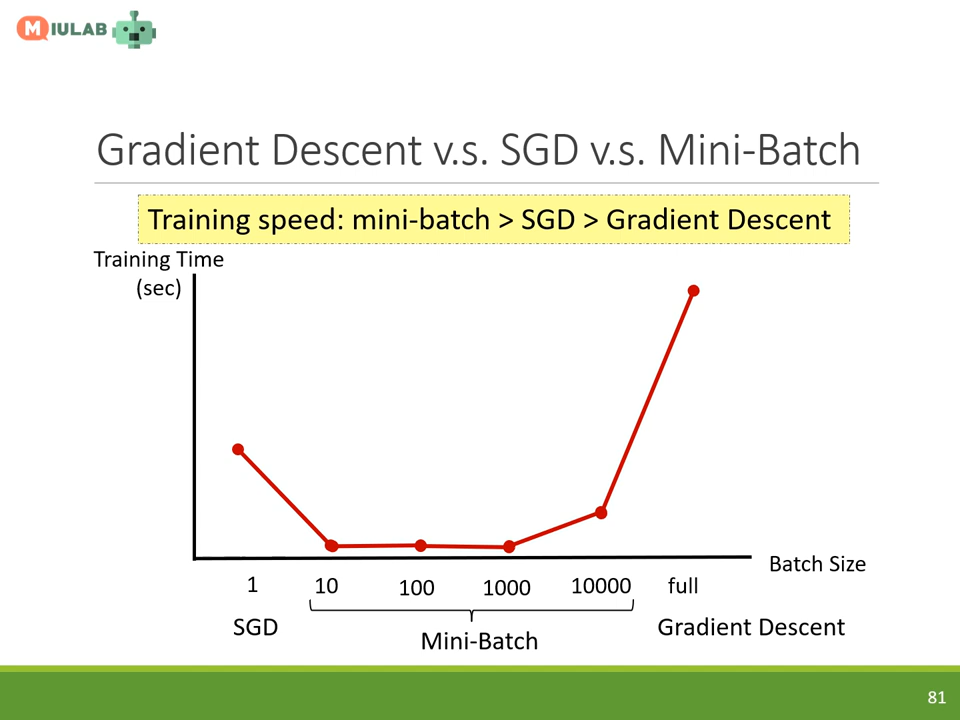 MIULAB
Gradient Descent v.s. SGD v.s. Mini-Batch
Training speed: mini-batch > SGD > Gradient Descent
Training Time
(sec)
Batch Size
1 10 100 1000 10000 full
SGD Mini-Batch Gradient Descent
81